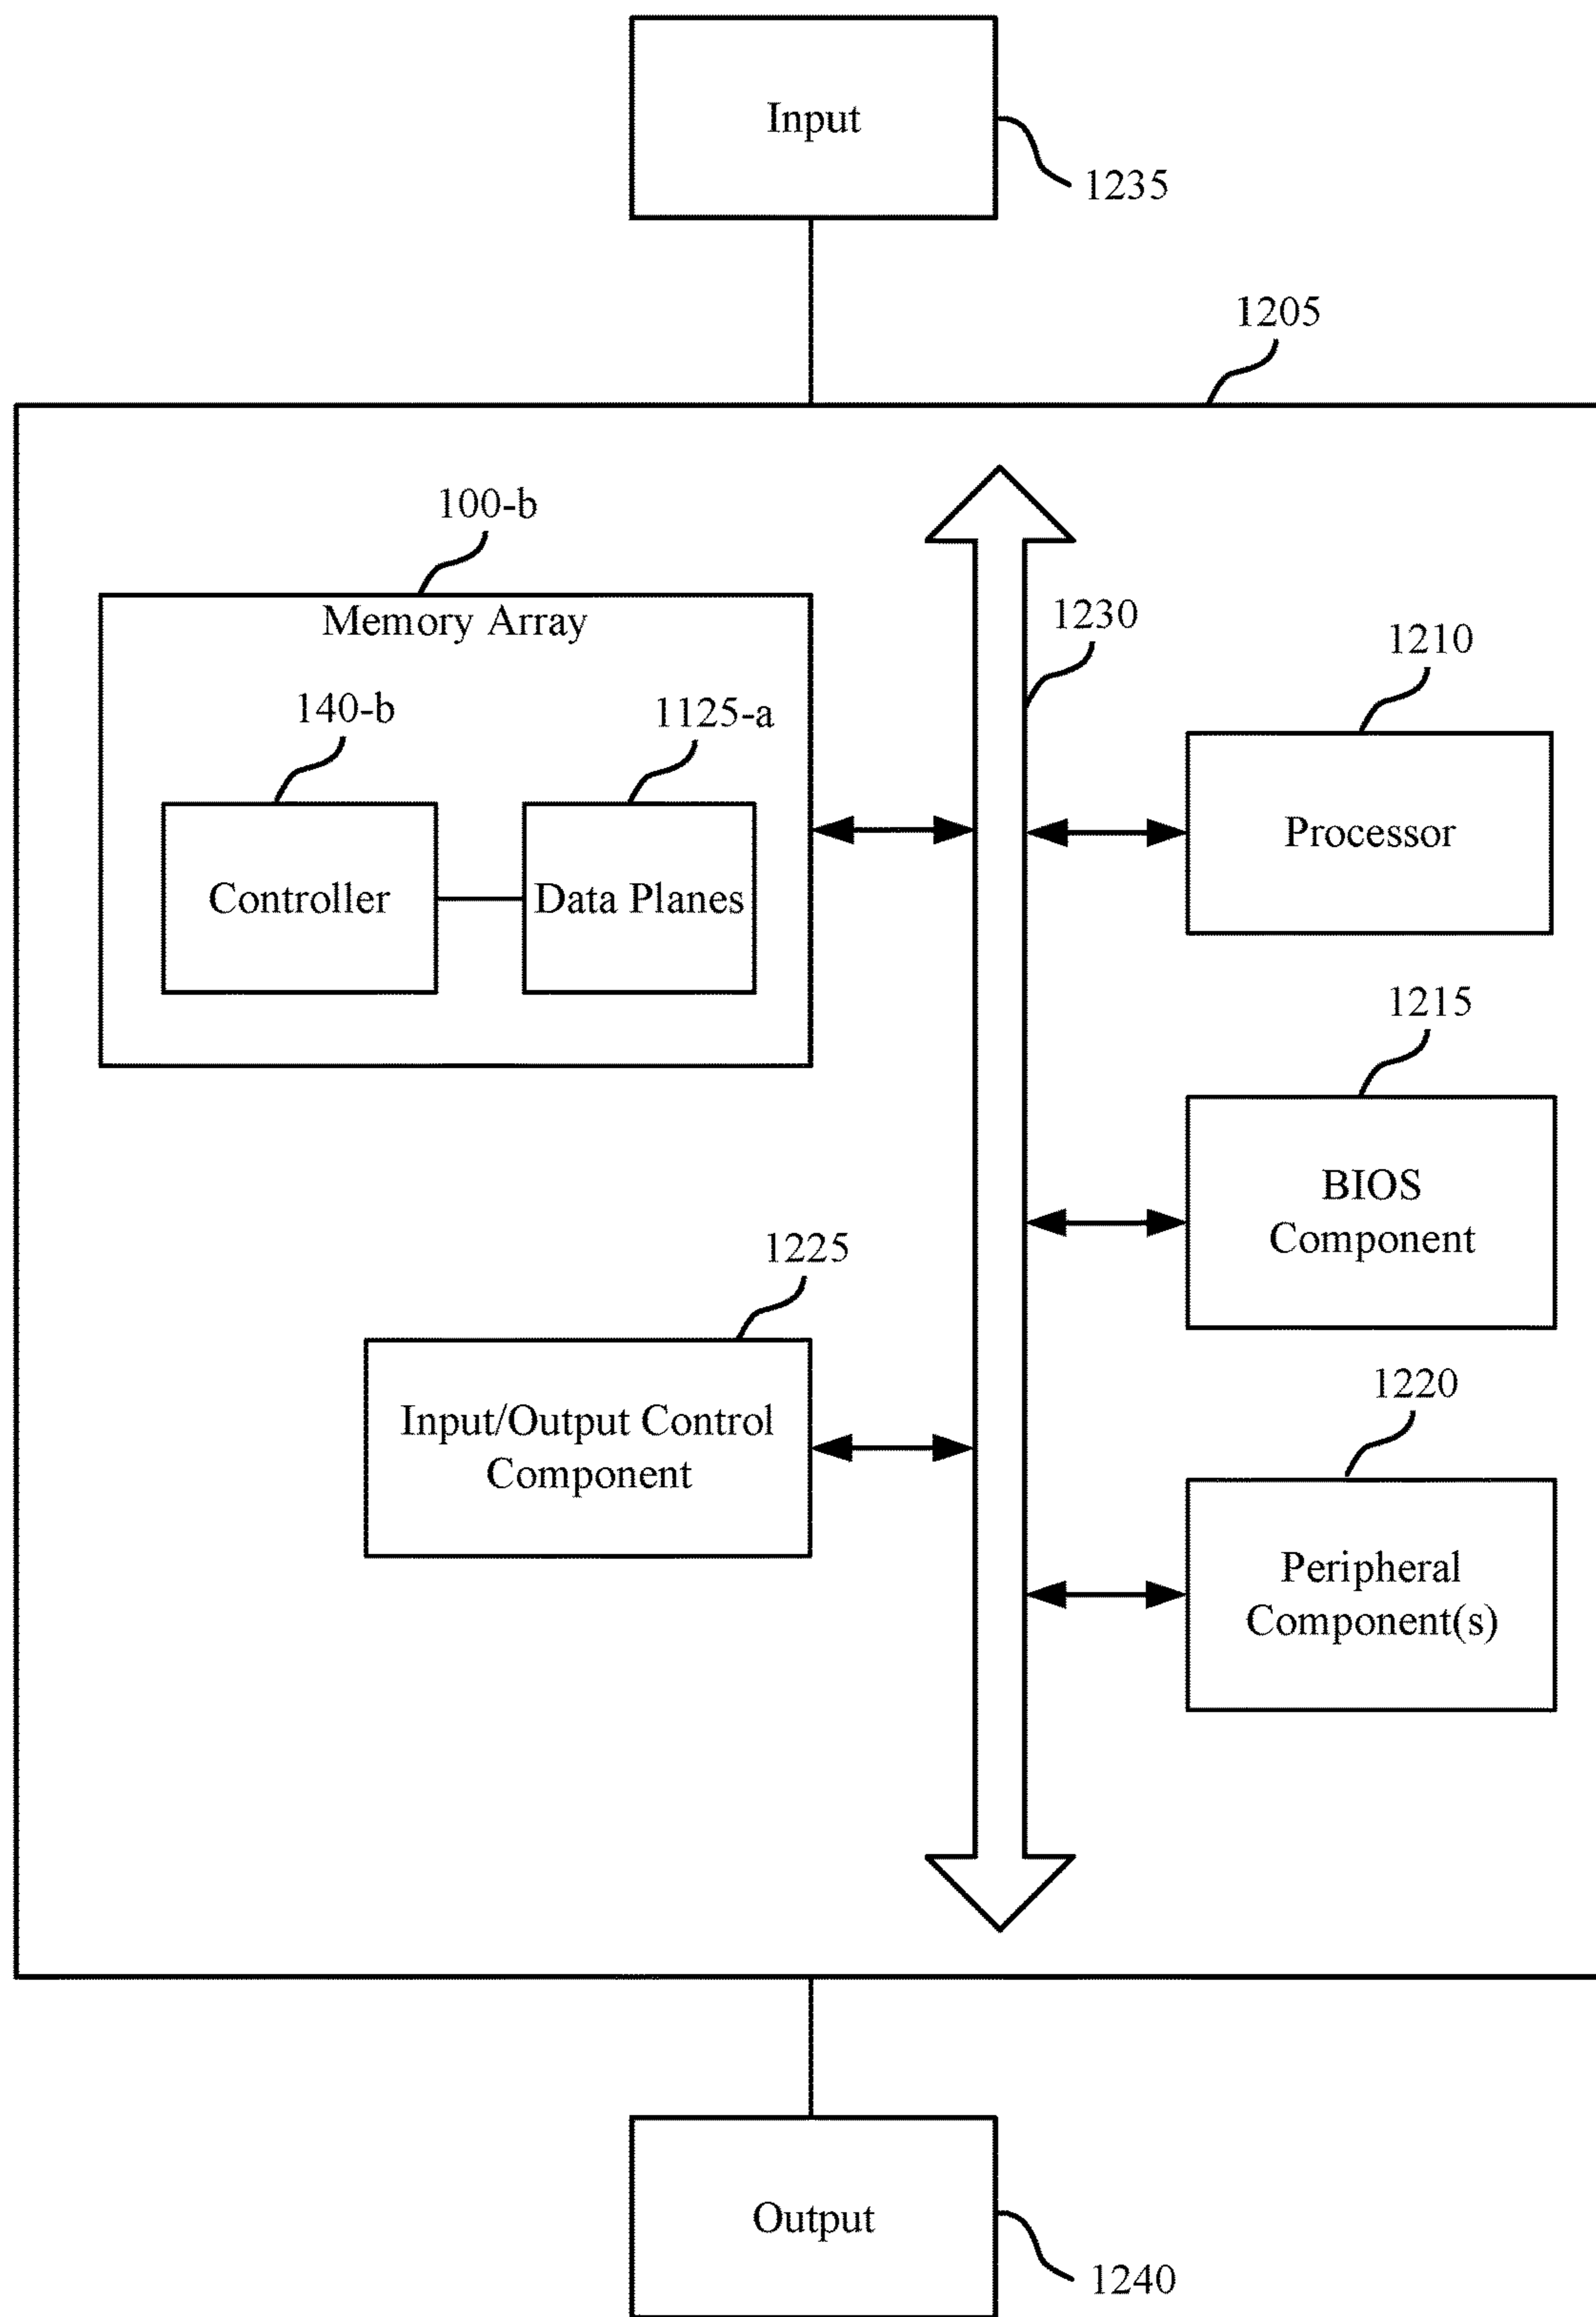 Input
1235
1205
100-b
Memory Array
1230
1210
140-b
1125-a
Processor
Controller
Data Planes
1215
BIOS
Component
1225
Input/Output Control
Component
1220
Peripheral
Component(s)
Output
1240